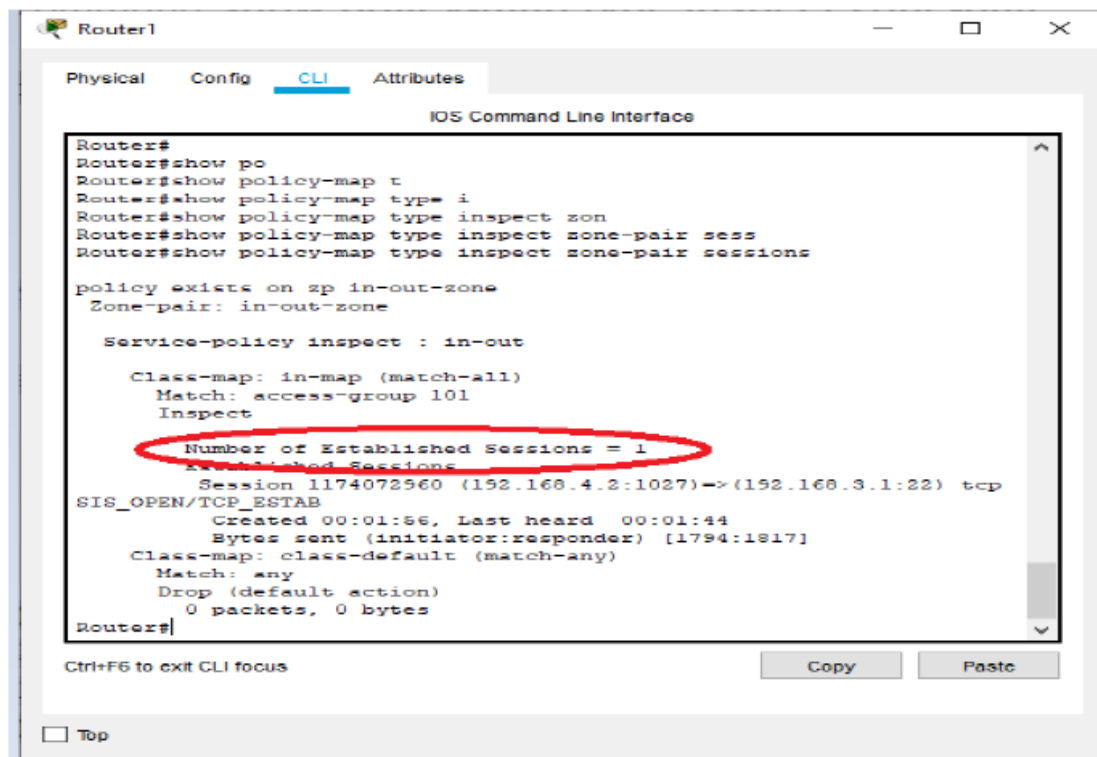 Router1
Physical Config CLI Attributes
IOS Command Line Interface
Router#
Router#show po
Router#show policy-map t
Router#show policy-map type i
Router#show policy-map type inspect zon
Router#show policy-map type inspect zone-pair sess
Router#show policy-map type inspect zone-pair sessions
policy exists on zp in-out-zone
Zone-pair: in-out-zone
Service-policy inspect : in-out
Class-map: in-map (match-all)
Match: access-group 101
Inspect
Number of Established Sessions = 1
Established Sessions
Session 1174072960 (192.168.4.2:1027)=>(192.168.3.1:22) tcp
SIS_OPEN/TCP_ESTAB
Created 00:01:56, Last heard 00:01:44
Bytes sent (initiator:responder) [1794:1817]
Class-map: class-default (match-any)
Match: any
Drop (default action)
0 packets, 0 bytes
Router#
Ctrl+F6 to exit CLI focus
Copy Paste
Top